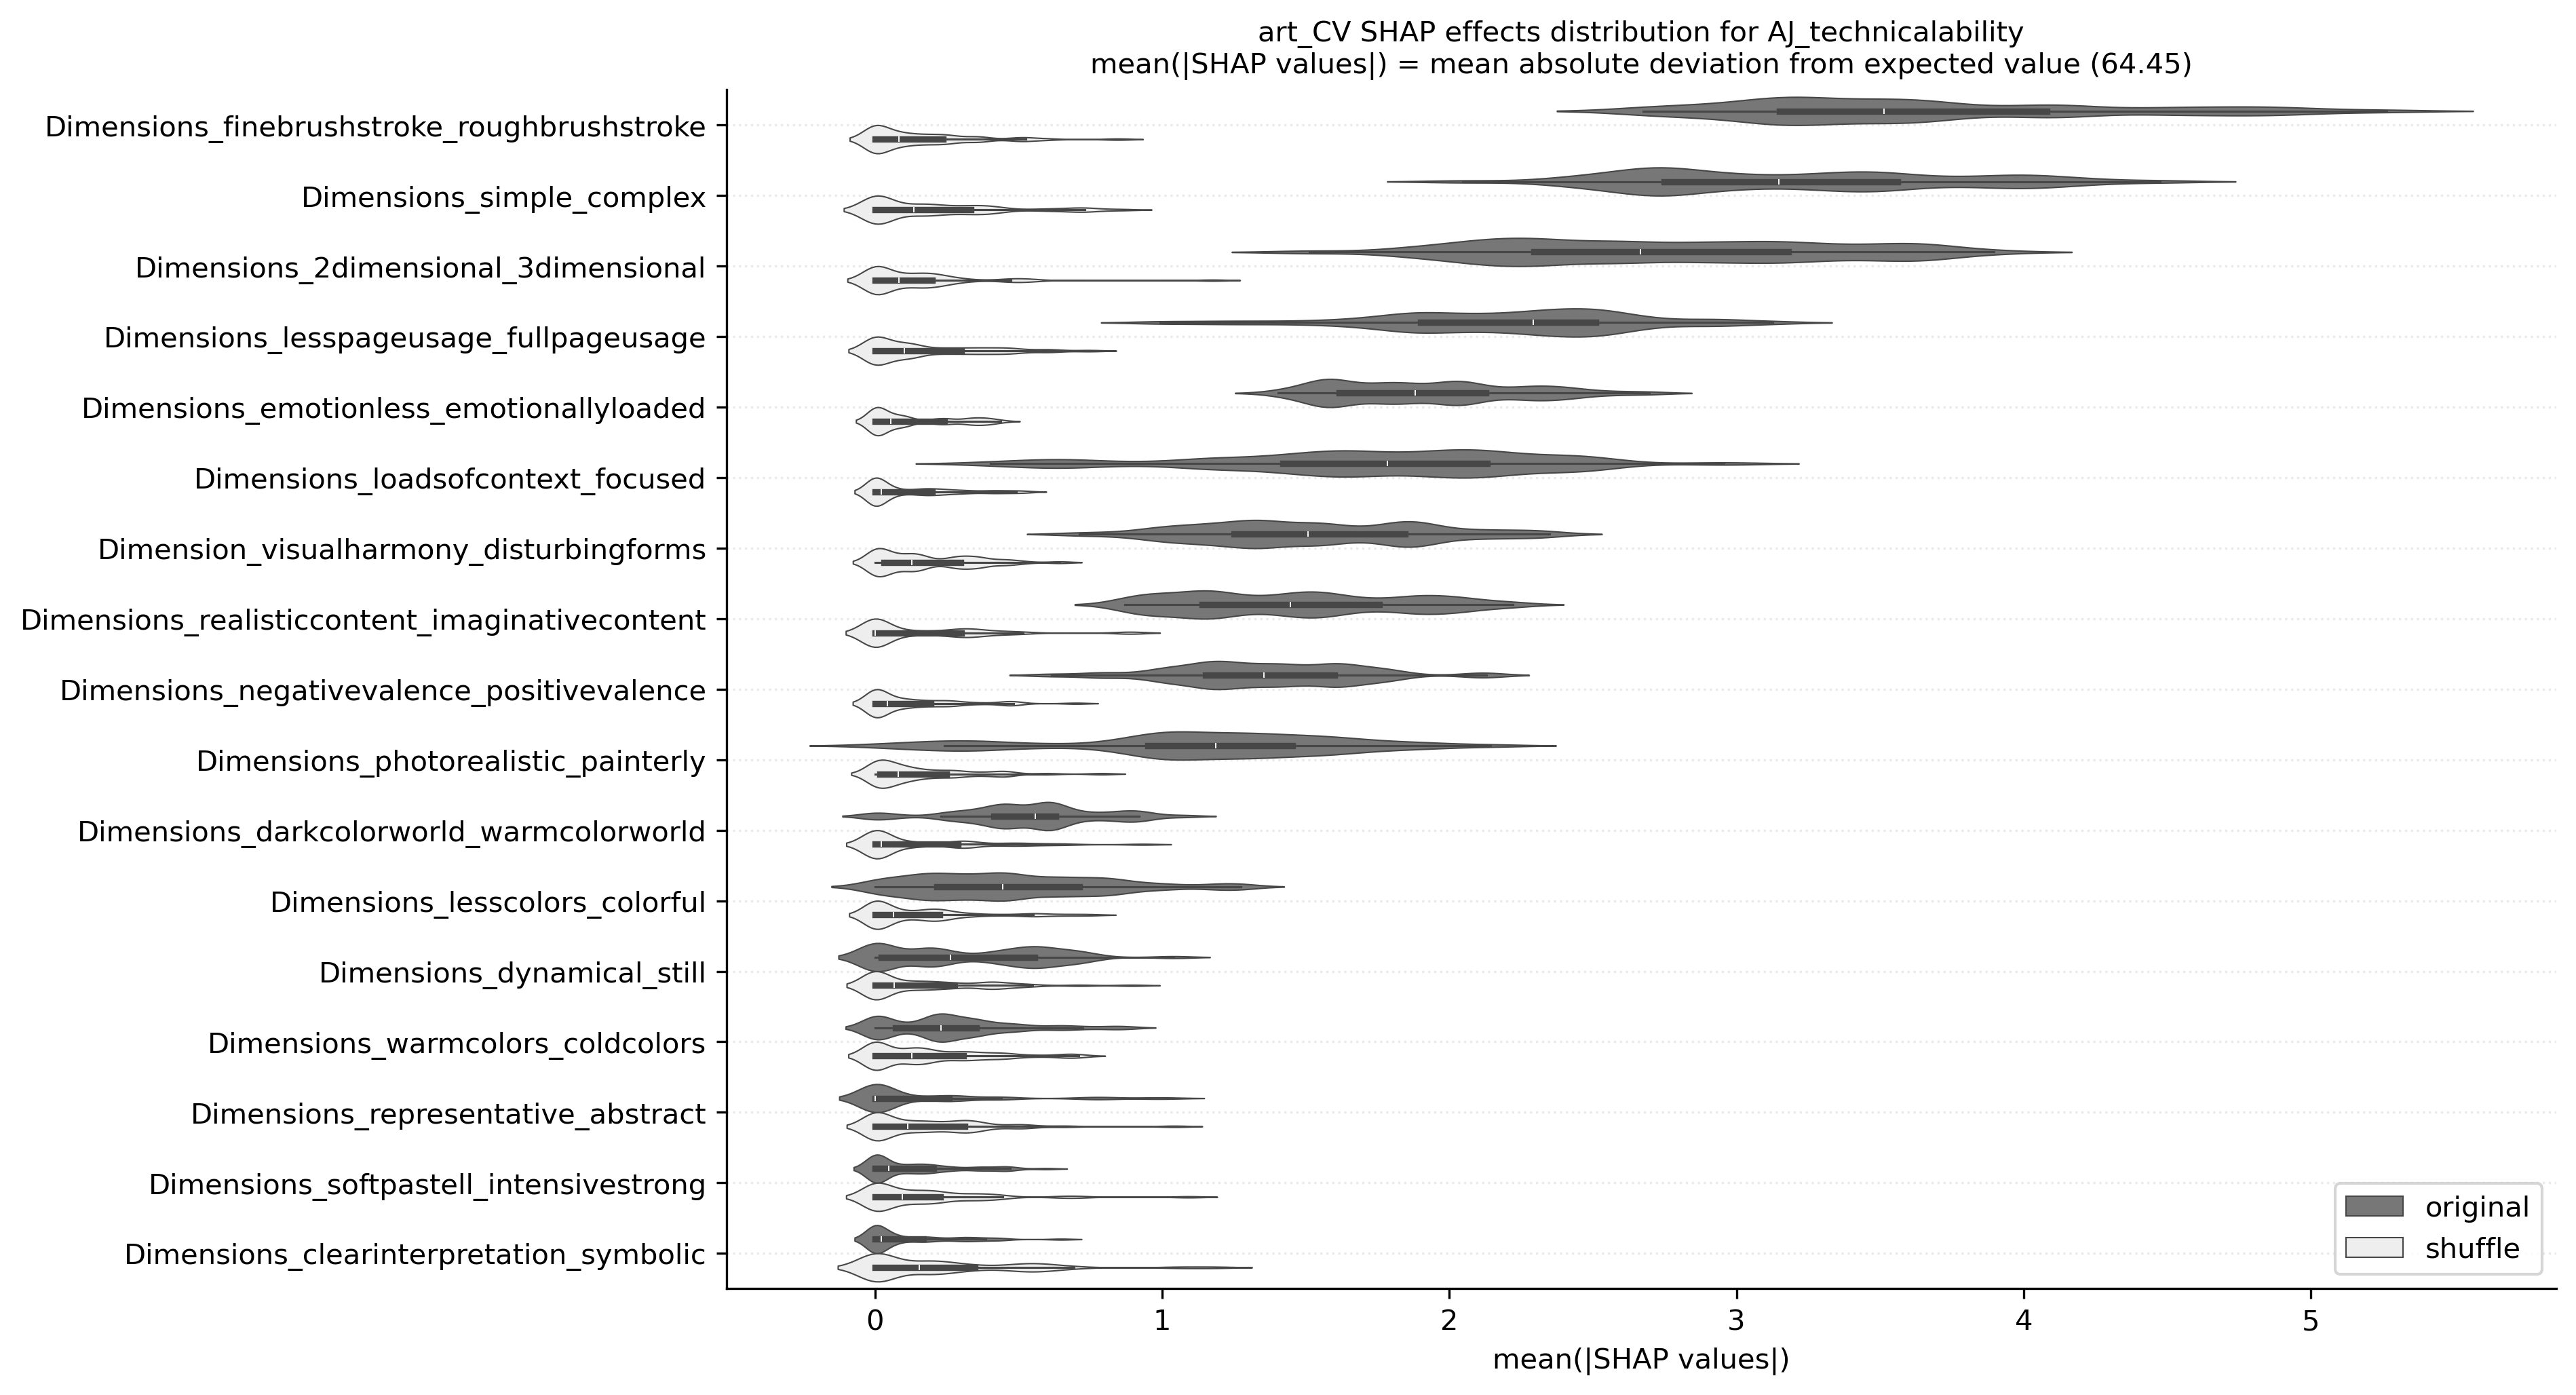 art_CV SHAP effects distribution for AJ_technicalability
mean(|SHAP values|) = mean absolute deviation from expected value (64.45)
Dimensions_finebrushstroke_roughbrushstroke
Dimensions_simple_complex
Dimensions_2dimensional_3dimensional
Dimensions_lesspageusage_fullpageusage
Dimensions_emotionless_emotionallyloaded
Dimensions_loadsofcontext_focused
Dimension_visualharmony_disturbingforms
Dimensions_realisticcontent_imaginativecontent
Dimensions_negativevalence_positivevalence
Dimensions_photorealistic_painterly
Dimensions_darkcolorworld_warmcolorworld
Dimensions_lesscolors_colorful
Dimensions_dynamical_still
Dimensions_warmcolors_coldcolors
Dimensions_representative_abstract
Dimensions_softpastell_intensivestrong
Dimensions_clearinterpretation_symbolic
original
shuffle
0 1 2 3 4 5
mean(|SHAP values|)